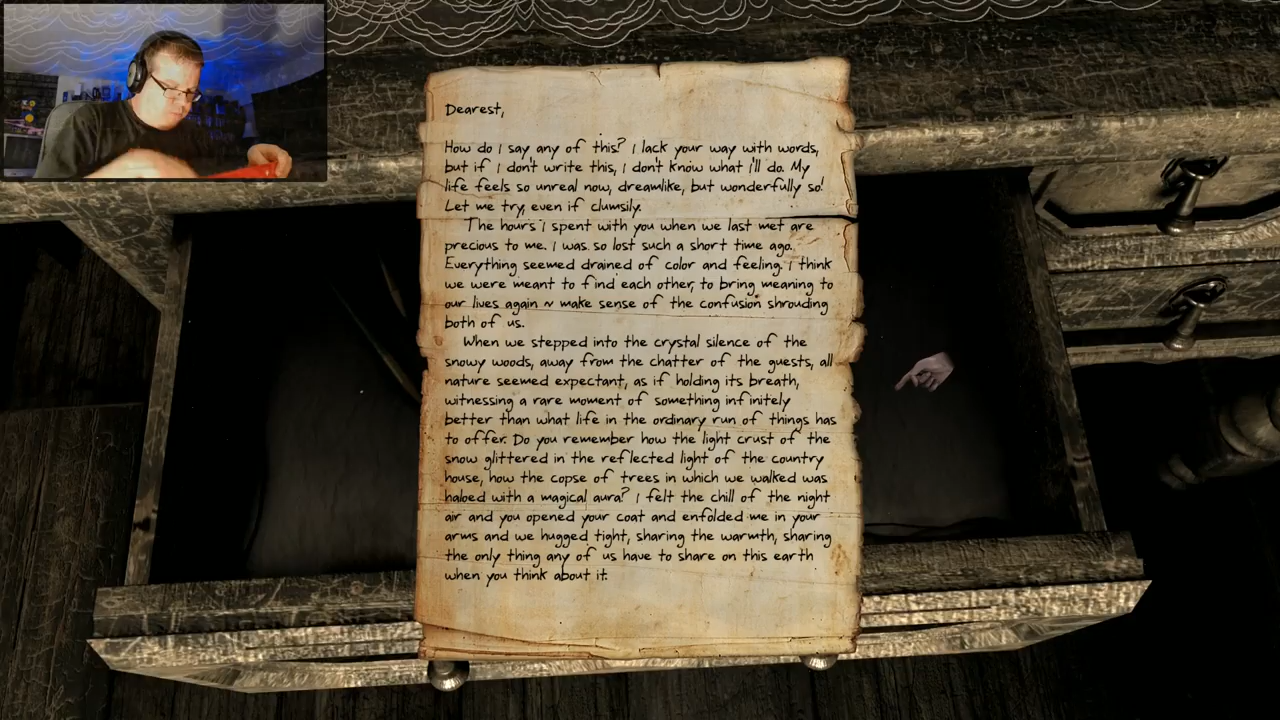 Dearest,
How do I say any of this? I lack your way with words,
but if I don't write this, I don't know what I'll do. My
life feels so unreal now, dreamlike, but wonderfully so!
Let me try, even if clumsily.
The hours I spent with you when we last met are
precious to me. I was so lost such a short time ago.
Everything seemed drained of color and feeling. I think
we were meant to find each other, to bring meaning to
our lives again ~ make sense of the confusion shrouding
both of us.
When we stepped into the crystal silence of the
snowy woods, away from the chatter of the guests, all
nature seemed expectant, as if holding its breath,
witnessing a rare moment of something infinitely
better than what life in the ordinary run of things has
to offer. Do you remember how the light crust of the
snow glittered in the reflected light of the country
house, how the copse of trees in which we walked was
haloed with a magical aura? I felt the chill of the night
air and you opened your coat and enfolded me in your
arms and we hugged tight, sharing the warmth, sharing
the only thing any of us have to share on this earth
when you think about it.